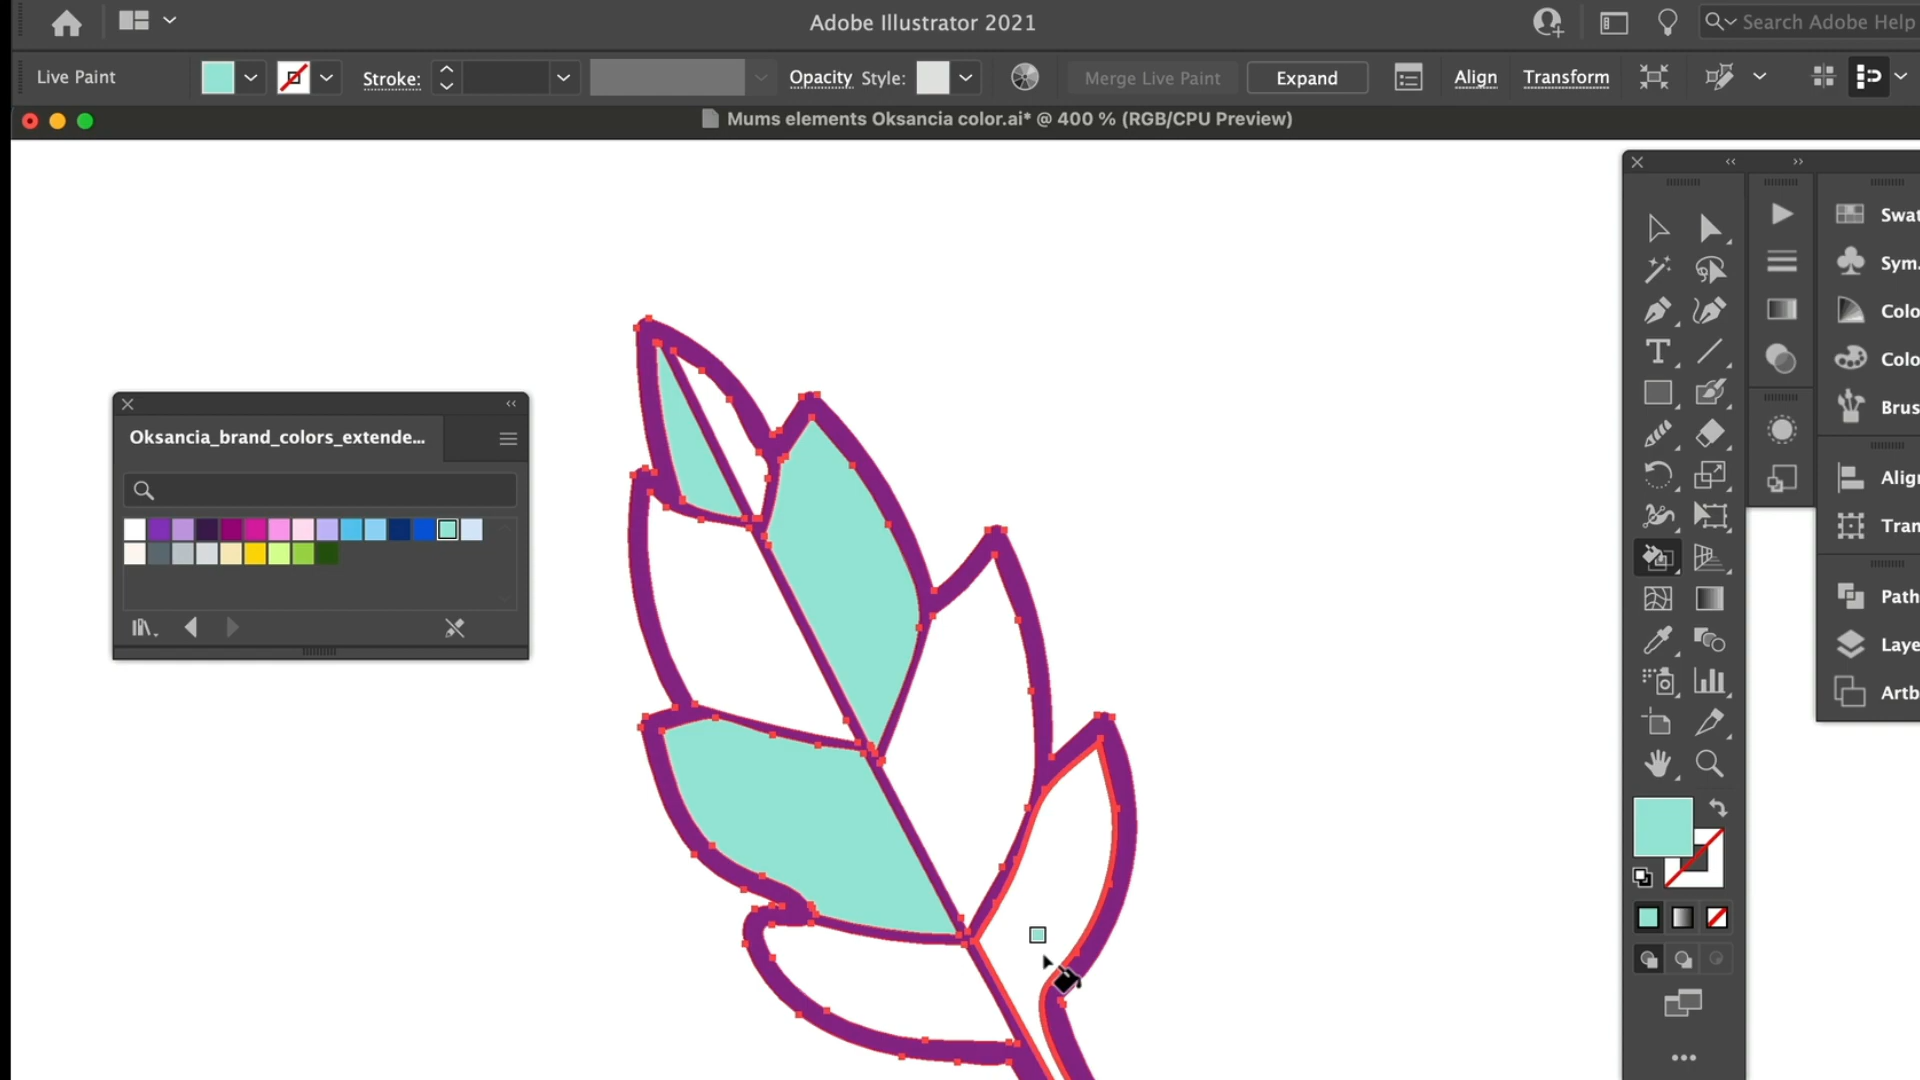 Adobe Illustrator 2021
Search Adobe Help
Live Paint
Stroke:
Opacity Style:
Merge Live Paint
Expand
Align
Transform
Mums elements Oksancia color.ai* @ 400 % (RGB/CPU Preview)
Oksancia_brand_colors_extende...
Swat
Sym.
Colo
Colo
Brus
Alig
Tran
Path
Laye
Artb